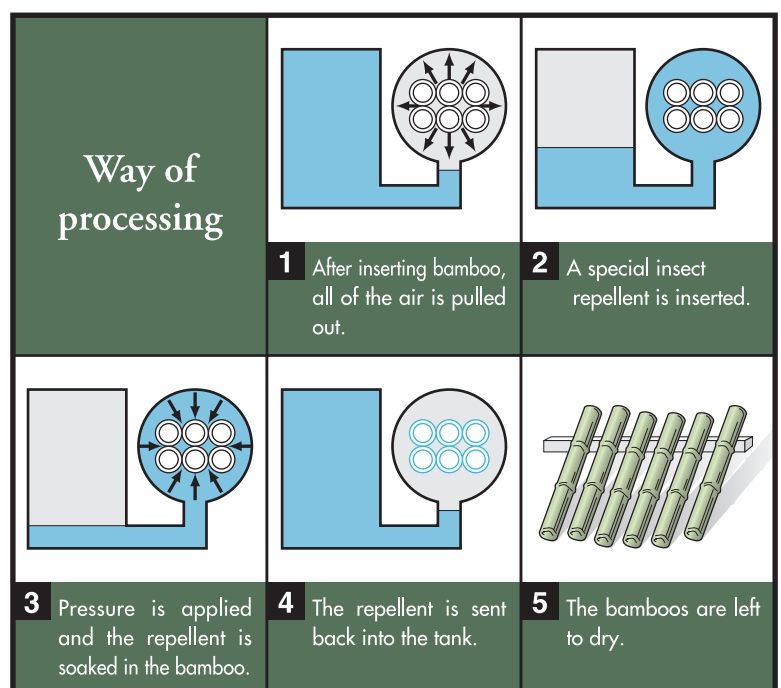 Way of
processing
1 After inserting bamboo,
all of the air is pulled
out.
2 A special insect
repellent is inserted.
3 Pressure is applied
and the repellent is
soaked in the bamboo.
4 The repellent is sent
back into the tank.
5 The bamboos are left
to dry.